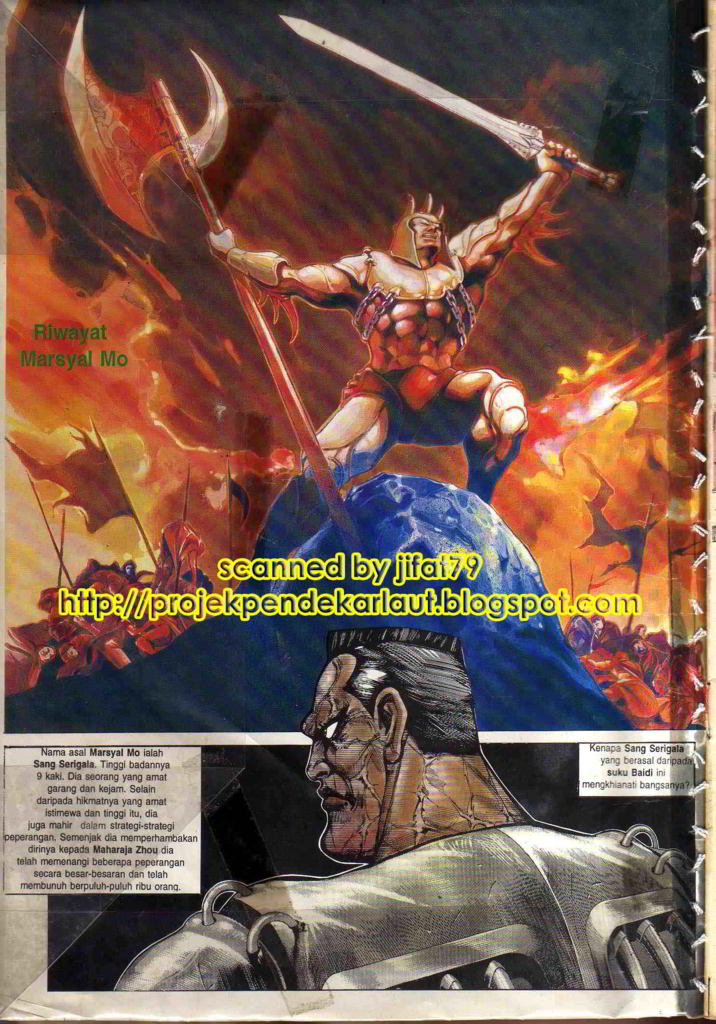 Riwayat
Marsyal Mo
scanned by jifat79
http://projekpendekarlaut.blogspot.com
Nama asal Marsyal Mo ialah
Sang Serigala. Tinggi badannya
9 kaki. Dia seorang yang amat
garang dan kejam. Selain
daripada hikmatnya yang amat
istimewa dan tinggi itu, dia
juga mahir dalam strategi-strategi
peperangan. Semenjak dia memperhambakan
dirinya kepada Maharaja Zhou dia
telah memenangi beberapa peperangan
secara besar-besaran dan telah
membunuh berpuluh-puluh ribu orang.
Kenapa Sang Serigala
yang berasal daripada
suku Baidi ini
mengkhianati bangsanya?